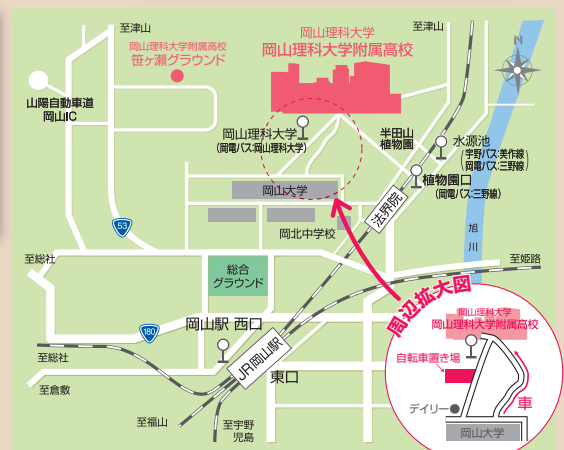 至津山
岡山理科大学附属高校
笹ヶ瀬グラウンド
岡山理科大学
岡山理科大学附属高校
至津山
N
山陽自動車道
岡山IC
岡山理科大学
(岡電バス:岡山理科大学)
半田山
植物園
水源池
(宇野バス:美作線
岡電バス:三野線)
植物園口
(岡電バス:三野線)
岡山大学
法界院
岡北中学校
53
旭川
至総社
総合
グラウンド
至姫路
周辺拡大図
岡山駅 西口
180
JR岡山駅
東口
至総社
至倉敷
至福山
至宇野
児島
岡山理科大学
岡山理科大学附属高校
自転車置き場
車
デイリー
岡山大学